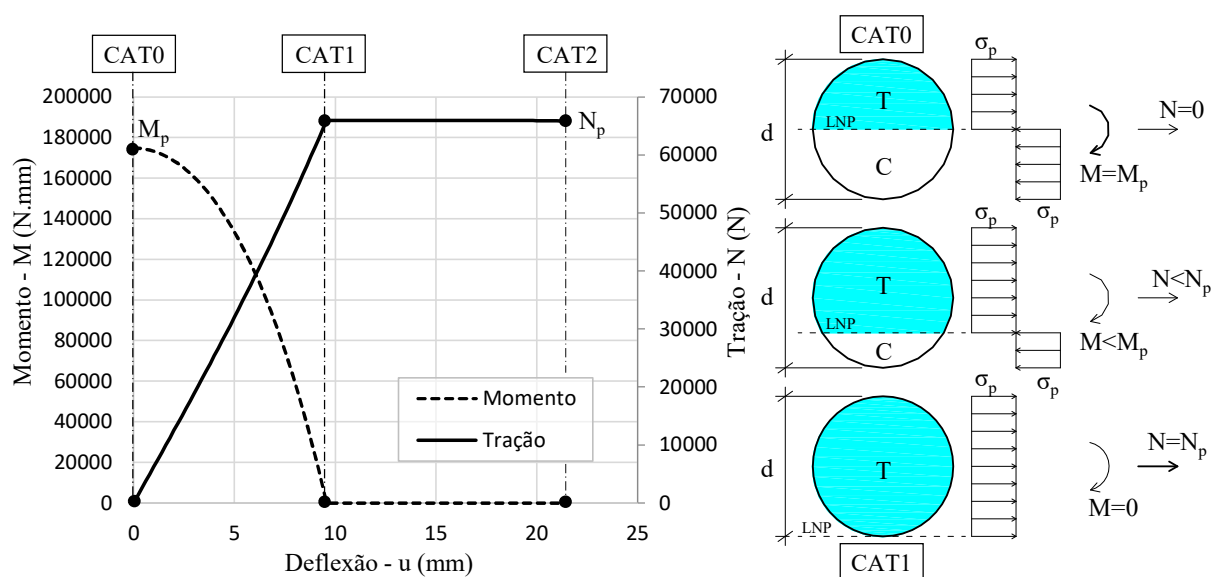 CAT0
CAT1
CAT2
200000
180000
160000
140000
120000
100000
80000
60000
40000
20000
0
Momento - M (N.mm)
M_p
N_p
Momento
Tração
70000
60000
50000
40000
30000
20000
10000
0
Tração - N (N)
0
5
10
15
20
25
Deflexão - u (mm)
CAT0
d
T
LNP
C
σ_p
σ_p
N=0
M=M_p
d
T
LNP
C
σ_p
σ_p
N<N_p
M<M_p
d
T
LNP
σ_p
N=N_p
M=0
CAT1